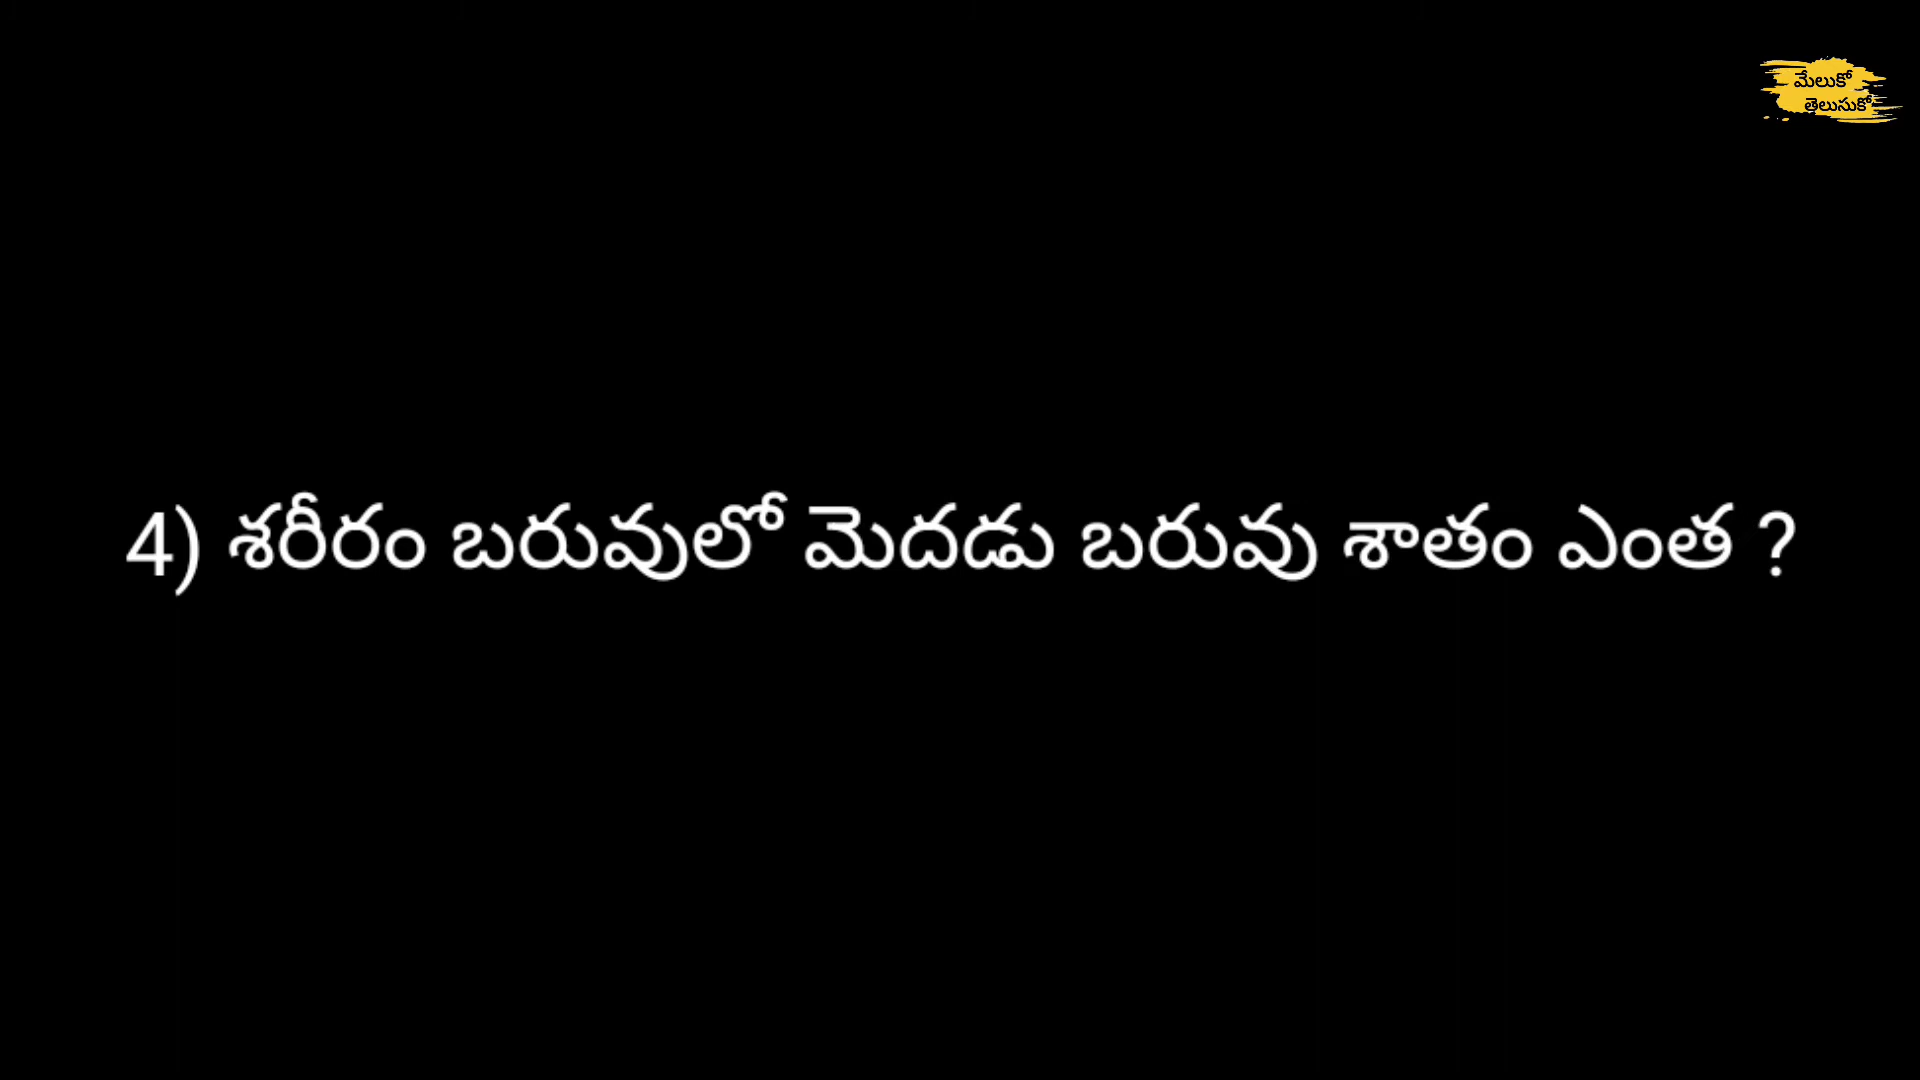 మేలుకో
తెలుసుకో
4) శరీరం బరువులో మెదడు బరువు శాతం ఎంత ?